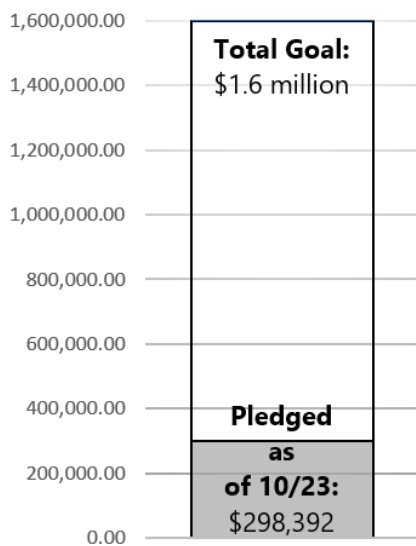 1,600,000.00
Total Goal:
$1.6 million
1,400,000.00
1,200,000.00
1,000,000.00
800,000.00
600,000.00
400,000.00
Pledged
as
of 10/23:
$298,392
200,000.00
0.00